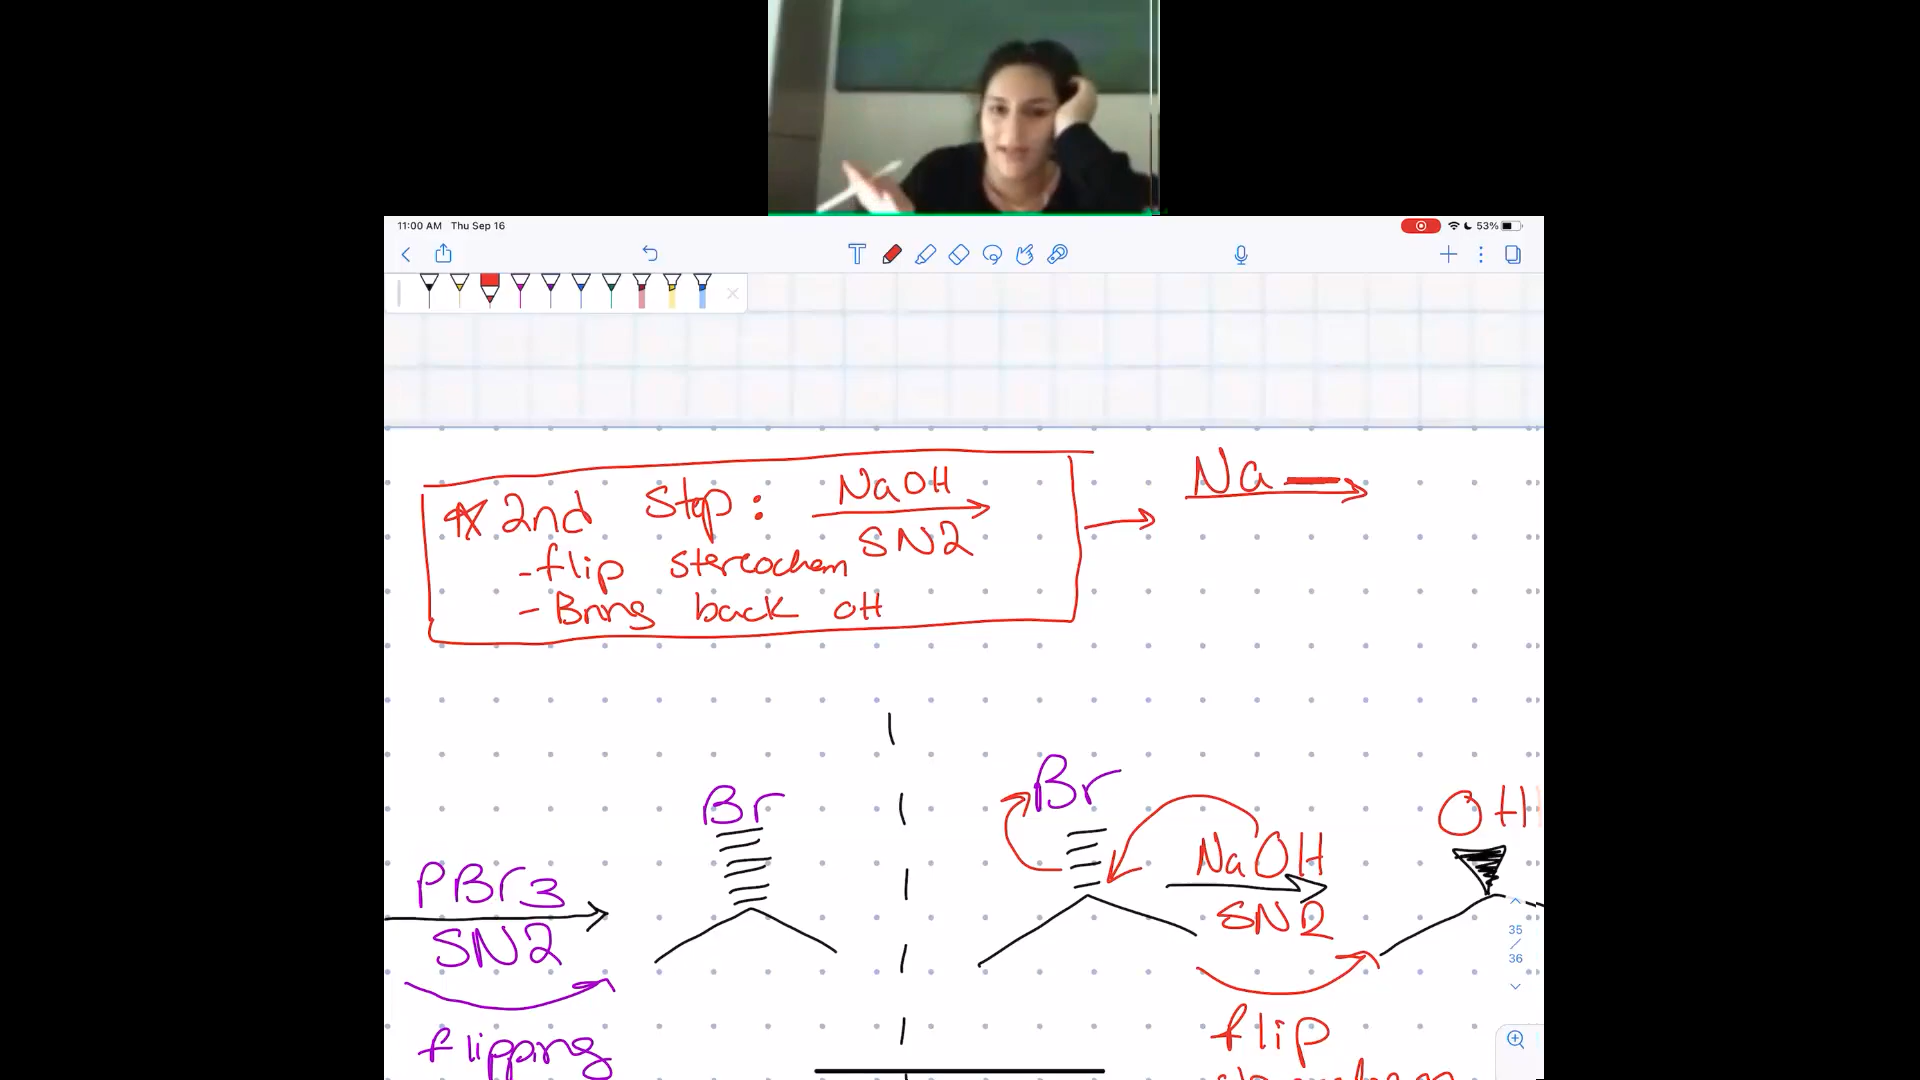 11:00 AM Thu Sep 16
53%
T
2nd Step: NaOH
SN2
- flip stereochem
- Bring back OH
Na
Br
Br
OH
PBr3
SN2
NaOH
SN2
flipping
flip
35
/
36